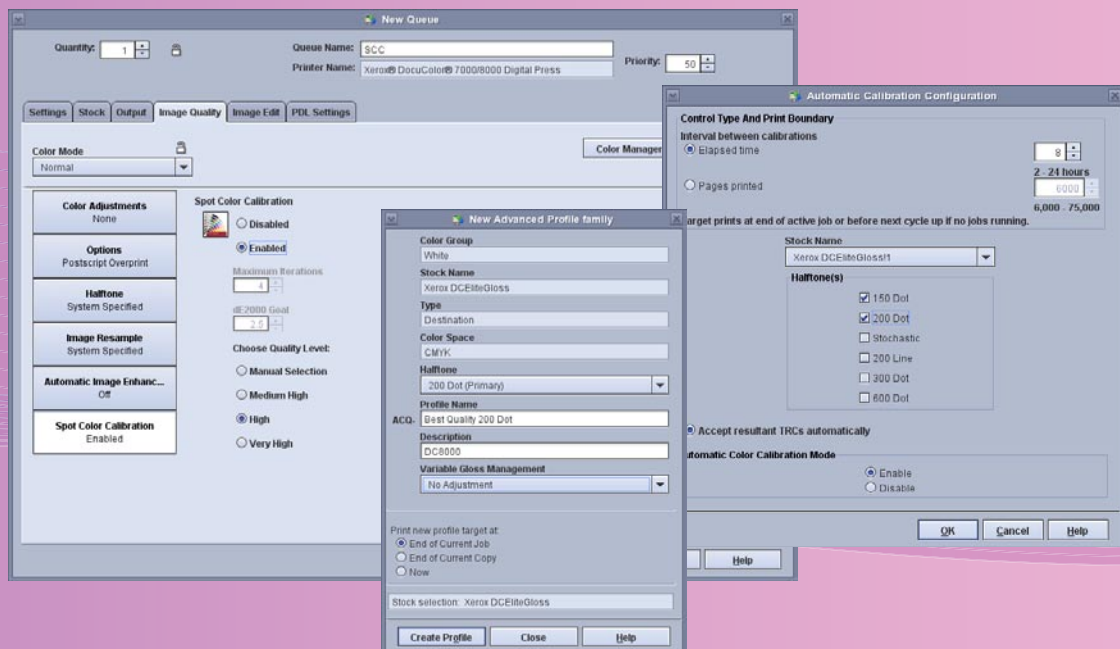 New Queue
Quantity: 1
Queue Name: SCC
Printer Name: Xerox® DocuColor® 7000/8000 Digital Press
Priority: 50
Settings Stock Output Image Quality Image Edit PDL Settings
Color Mode
Normal
Color Manager
Color Adjustments
None
Options
Postscript Overprint
Halftone
System Specified
Image Resample
System Specified
Automatic Image Enhanc...
Off
Spot Color Calibration
Enabled
Spot Color Calibration
Disabled
Enabled
Maximum Iterations
4
dE2000 Goal
2.5
Choose Quality Level:
Manual Selection
Medium High
High
Very High
Help
New Advanced Profile family
Color Group
White
Stock Name
Xerox DCEliteGloss
Type
Destination
Color Space
CMYK
Halftone
200 Dot (Primary)
Profile Name
ACQ- Best Quality 200 Dot
Description
DC8000
Variable Gloss Management
No Adjustment
Print new profile target at:
End of Current Job
End of Current Copy
Now
Stock selection: Xerox DCEliteGloss
Create Profile Close Help
Automatic Calibration Configuration
Control Type And Print Boundary
Interval between calibrations
Elapsed time
8
2 - 24 hours
Pages printed
6000
6,000 - 75,000
arget prints at end of active job or before next cycle up if no jobs running.
Stock Name
Xerox DCEliteGloss!1
Halftone(s)
150 Dot
200 Dot
Stochastic
200 Line
300 Dot
600 Dot
Accept resultant TRCs automatically
utomatic Color Calibration Mode
Enable
Disable
OK Cancel Help